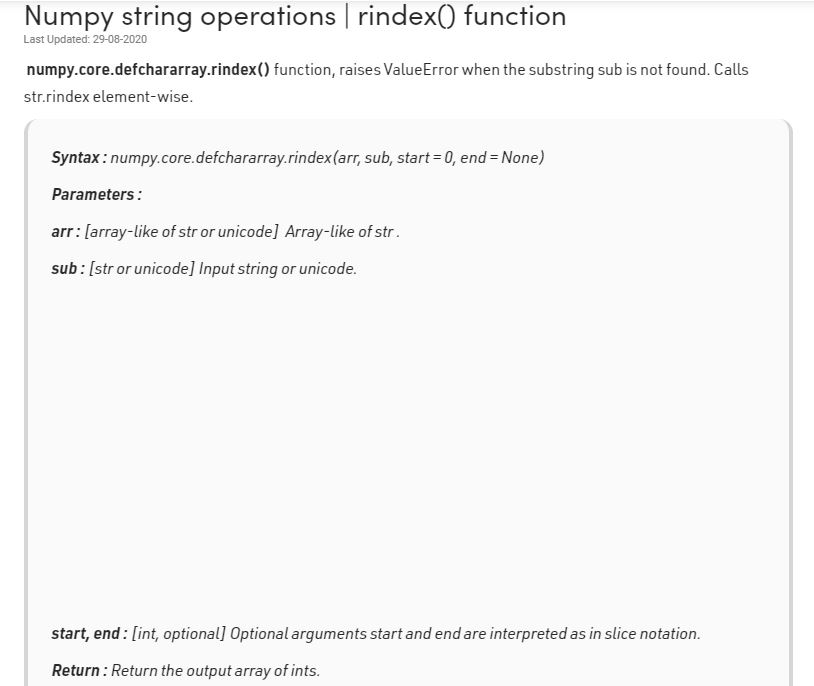 Numpy string operations | rindex() function
Last Updated: 29-08-2020
numpy.core.defchararray.rindex() function, raises ValueError when the substring sub is not found. Calls
str.rindex element-wise.
Syntax : numpy.core.defchararray.rindex(arr, sub, start = 0, end = None)
Parameters :
arr : [array-like of str or unicode] Array-like of str .
sub : [str or unicode] Input string or unicode.
start, end : [int, optional] Optional arguments start and end are interpreted as in slice notation.
Return : Return the output array of ints.